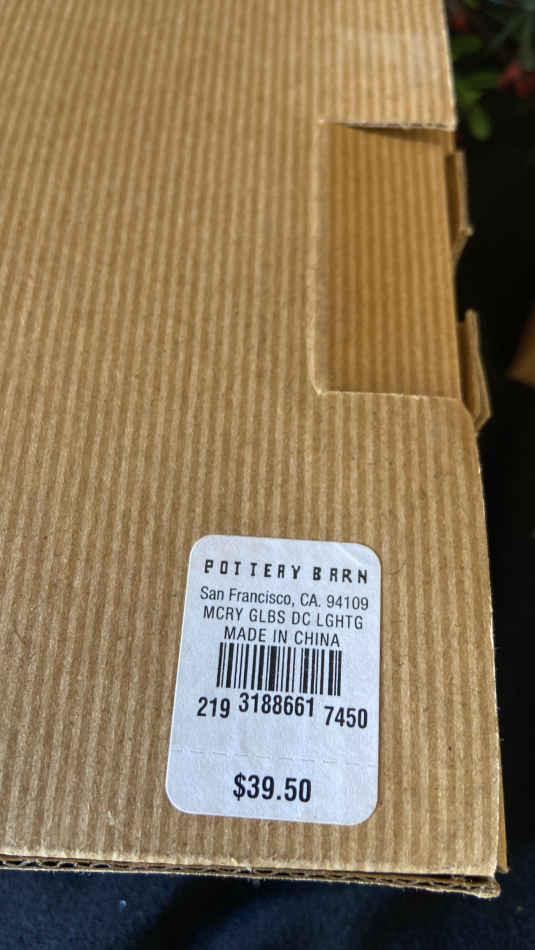 POTTERY BARN
San Francisco, CA. 94109
MCRY GLBS DC LGHTG
MADE IN CHINA
219 3188661 7450
$39.50